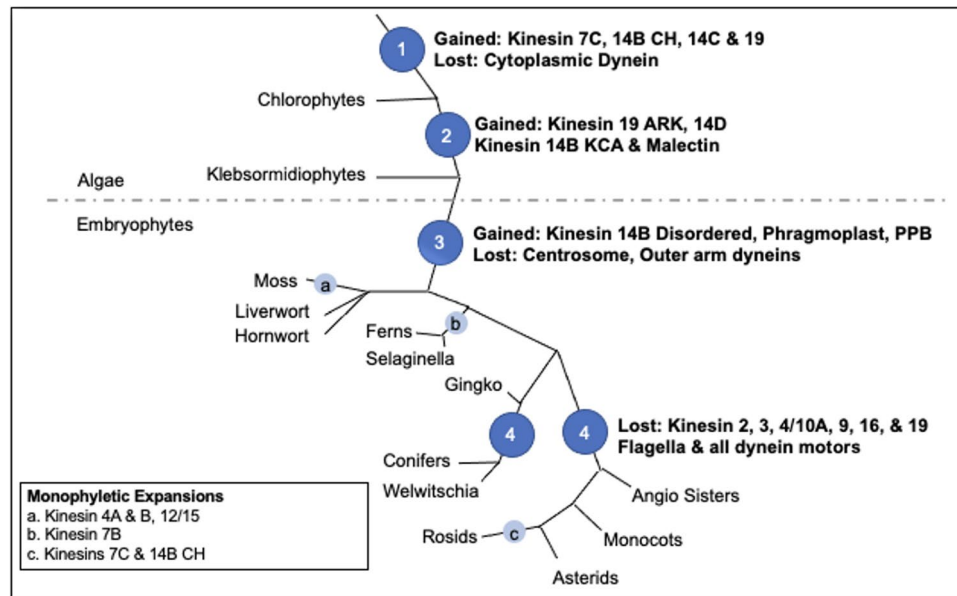 1
Gained: Kinesin 7C, 14B CH, 14C & 19
Lost: Cytoplasmic Dynein
Chlorophytes
2
Gained: Kinesin 19 ARK, 14D
Kinesin 14B KCA & Malectin
Klebsormidiophytes
Algae
Embryophytes
3
Gained: Kinesin 14B Disordered, Phragmoplast, PPB
Lost: Centrosome, Outer arm dyneins
Moss
a
Liverwort
Hornwort
b
Ferns
Selaginella
Gingko
4
4
Lost: Kinesin 2, 3, 4/10A, 9, 16, & 19
Flagella & all dynein motors
Conifers
Welwitschia
Angio Sisters
Rosids
c
Monocots
Asterids
Monophyletic Expansions
a. Kinesin 4A & B, 12/15
b. Kinesin 7B
c. Kinesins 7C & 14B CH